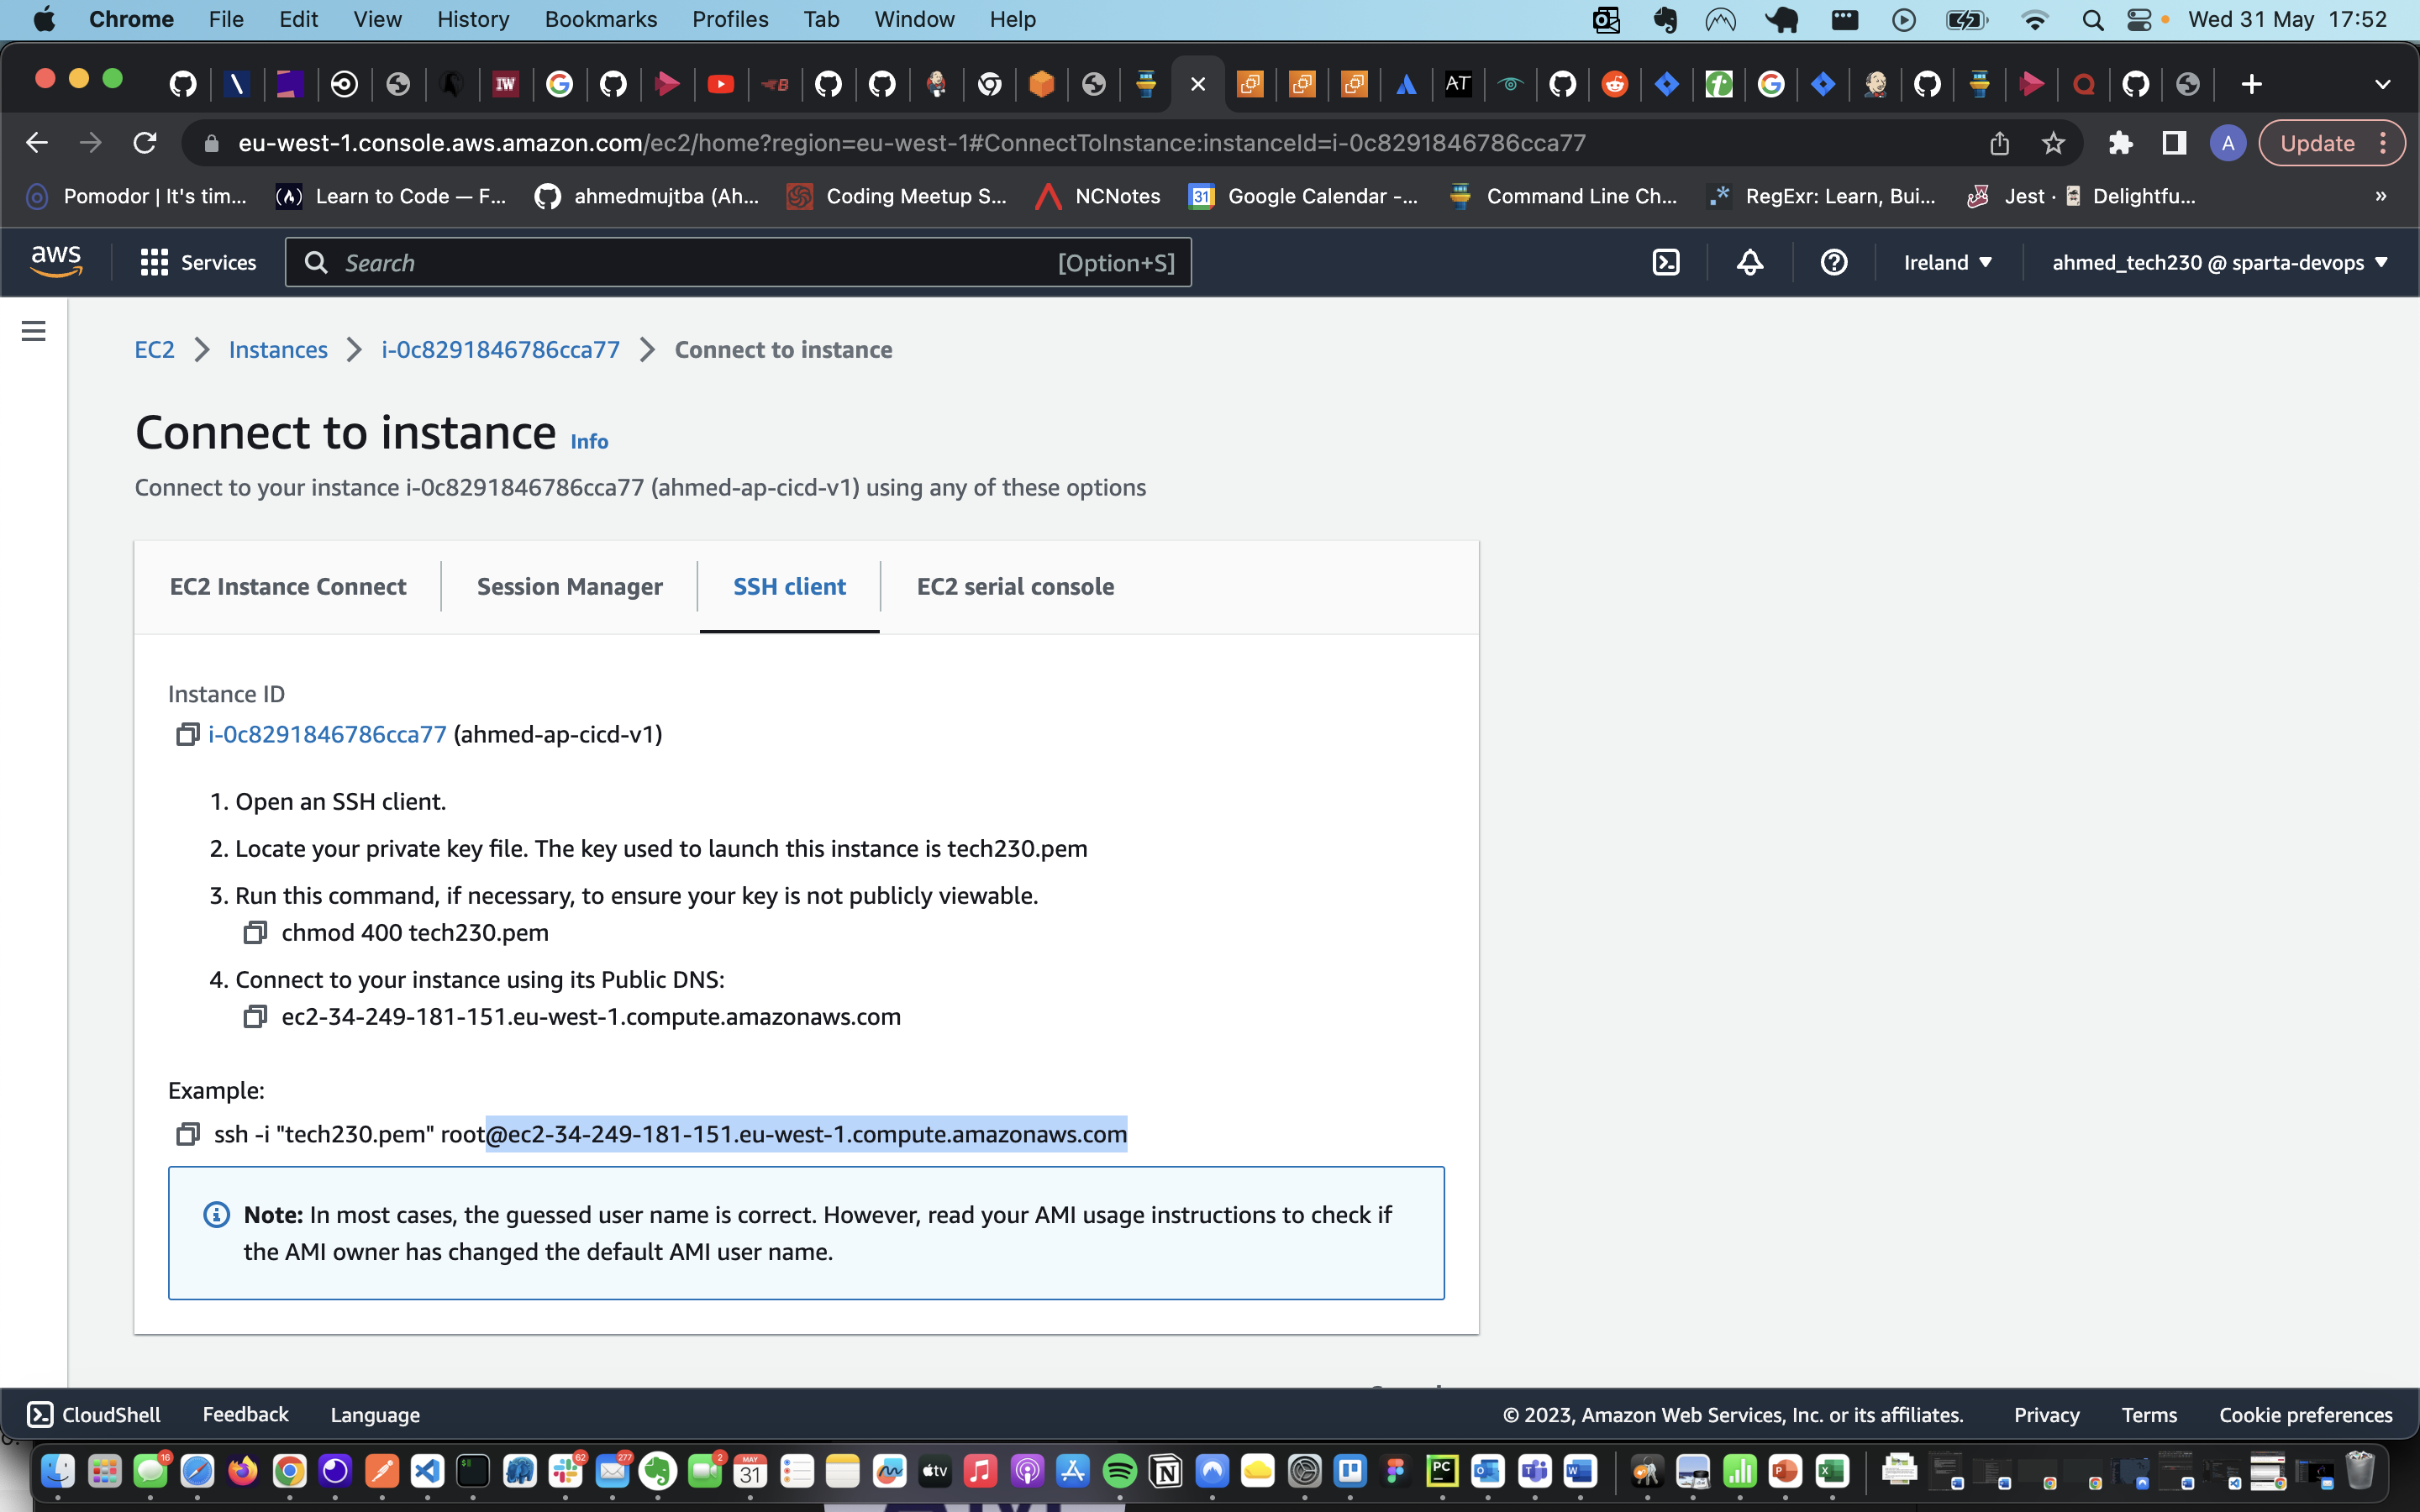 Chrome File Edit View History Bookmarks Profiles Tab Window Help Wed 31 May 17:52
IW B AT
eu-west-1.console.aws.amazon.com/ec2/home?region=eu-west-1#ConnectToInstance:instanceId=i-0c8291846786cca77 A Update
Pomodor | It's tim... Learn to Code — F... ahmedmujtba (Ah... Coding Meetup S... NCNotes 31 Google Calendar -... Command Line Ch... RegExr: Learn, Bui... Jest · Delightfu... »
aws Services Search [Option+S] Ireland ahmed_tech230 @ sparta-devops
EC2 Instances i-0c8291846786cca77 Connect to instance
Connect to instance Info
Connect to your instance i-0c8291846786cca77 (ahmed-ap-cicd-v1) using any of these options
EC2 Instance Connect Session Manager SSH client EC2 serial console
Instance ID
i-0c8291846786cca77 (ahmed-ap-cicd-v1)
1. Open an SSH client.
2. Locate your private key file. The key used to launch this instance is tech230.pem
3. Run this command, if necessary, to ensure your key is not publicly viewable.
chmod 400 tech230.pem
4. Connect to your instance using its Public DNS:
ec2-34-249-181-151.eu-west-1.compute.amazonaws.com
Example:
ssh -i "tech230.pem" root@ec2-34-249-181-151.eu-west-1.compute.amazonaws.com
Note: In most cases, the guessed user name is correct. However, read your AMI usage instructions to check if
the AMI owner has changed the default AMI user name.
CloudShell Feedback Language © 2023, Amazon Web Services, Inc. or its affiliates. Privacy Terms Cookie preferences
16 62 277 2 MAY 31 tv PC